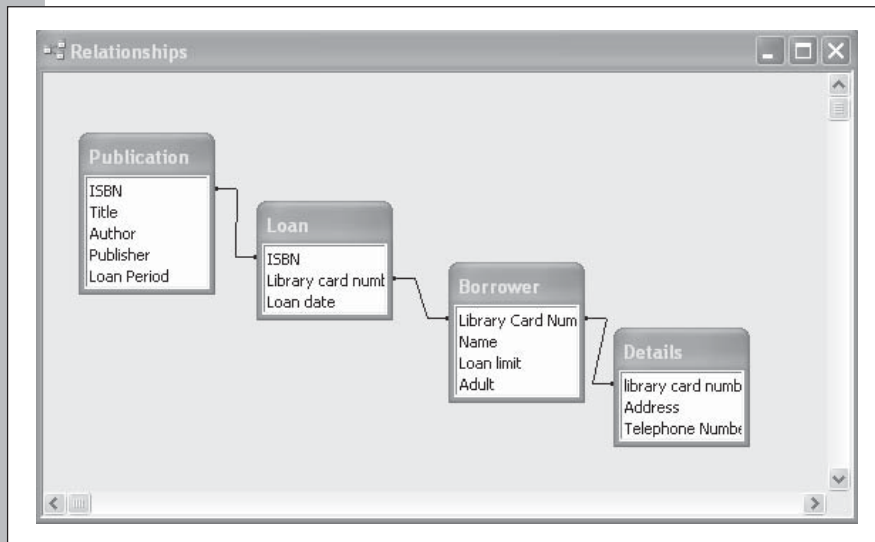 Relationships
Publication
ISBN
Title
Author
Publisher
Loan Period
Loan
ISBN
Library card numb
Loan date
Borrower
Library Card Num
Name
Loan limit
Adult
Details
library card numb
Address
Telephone Numbe